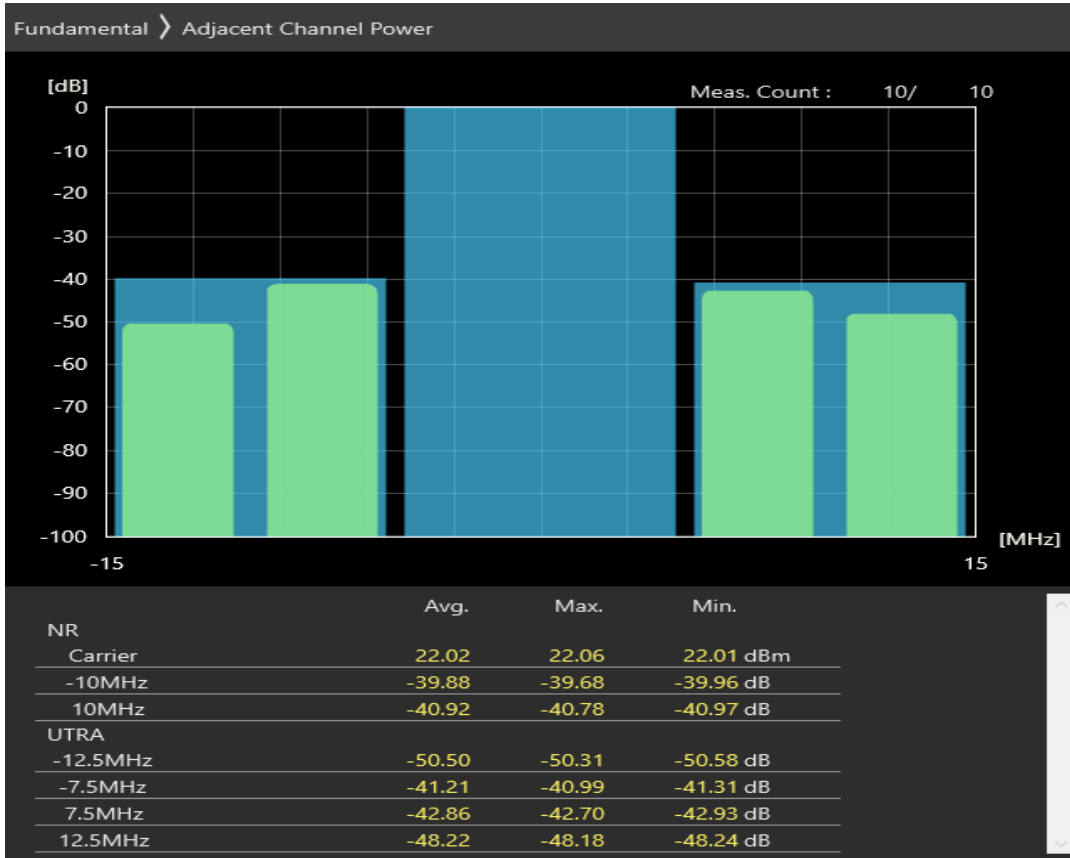 Fundamental ❭ Adjacent Channel Power
[dB]
Meas. Count : 10/ 10
0
-10
-20
-30
-40
-50
-60
-70
-80
-90
-100
[MHz]
-15 15
Avg. Max. Min.
NR
Carrier 22.02 22.06 22.01 dBm
-10MHz -39.88 -39.68 -39.96 dB
10MHz -40.92 -40.78 -40.97 dB
UTRA
-12.5MHz -50.50 -50.31 -50.58 dB
-7.5MHz -41.21 -40.99 -41.31 dB
7.5MHz -42.86 -42.70 -42.93 dB
12.5MHz -48.22 -48.18 -48.24 dB